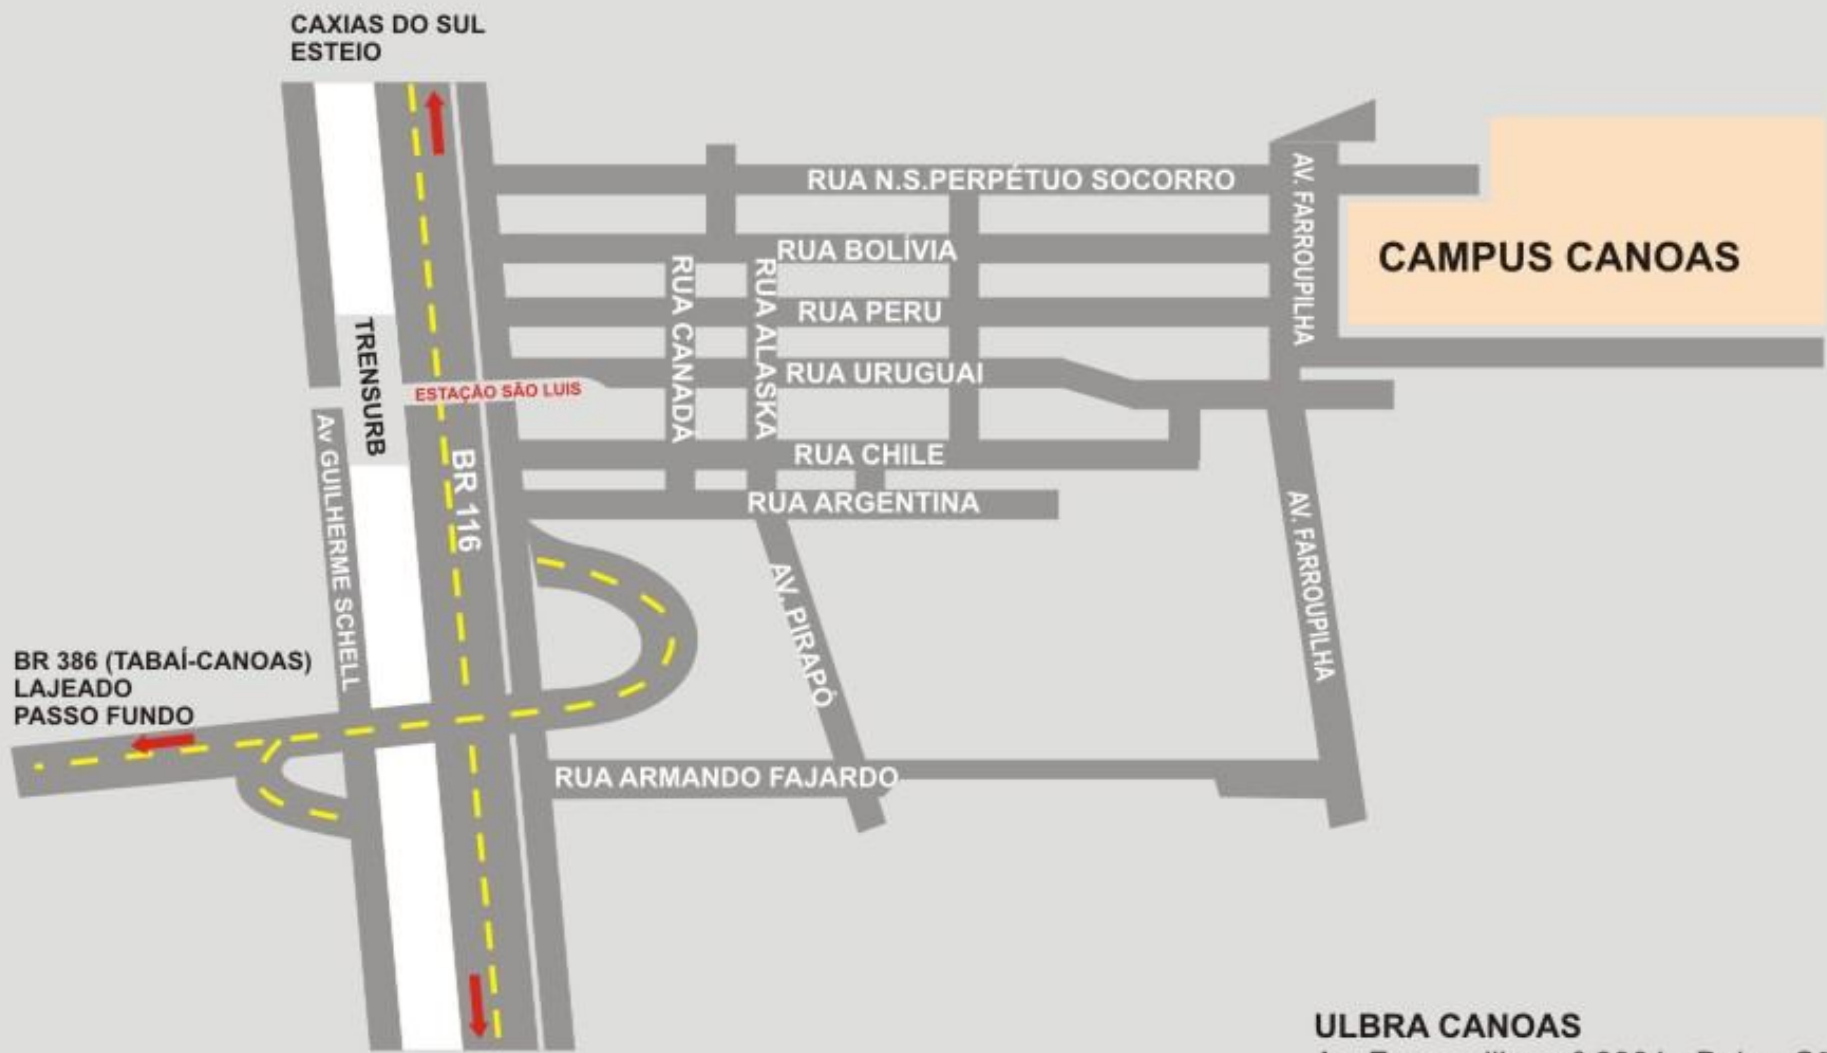 CAXIAS DO SUL
ESTEIO
RUA N.S.PERPÉTUO SOCORRO
AV. FARROUPILHA
RUA BOLÍVIA
CAMPUS CANOAS
RUA CANADA
RUA ALASKA
RUA PERU
TRENSURB
RUA URUGUAI
ESTAÇÃO SÃO LUIS
Av GUILHERME SCHELL
BR 116
RUA CHILE
RUA ARGENTINA
AV. FARROUPILHA
AV. PIRAPÓ
BR 386 (TABAÍ-CANOAS)
LAJEADO
PASSO FUNDO
RUA ARMANDO FAJARDO
ULBRA CANOAS